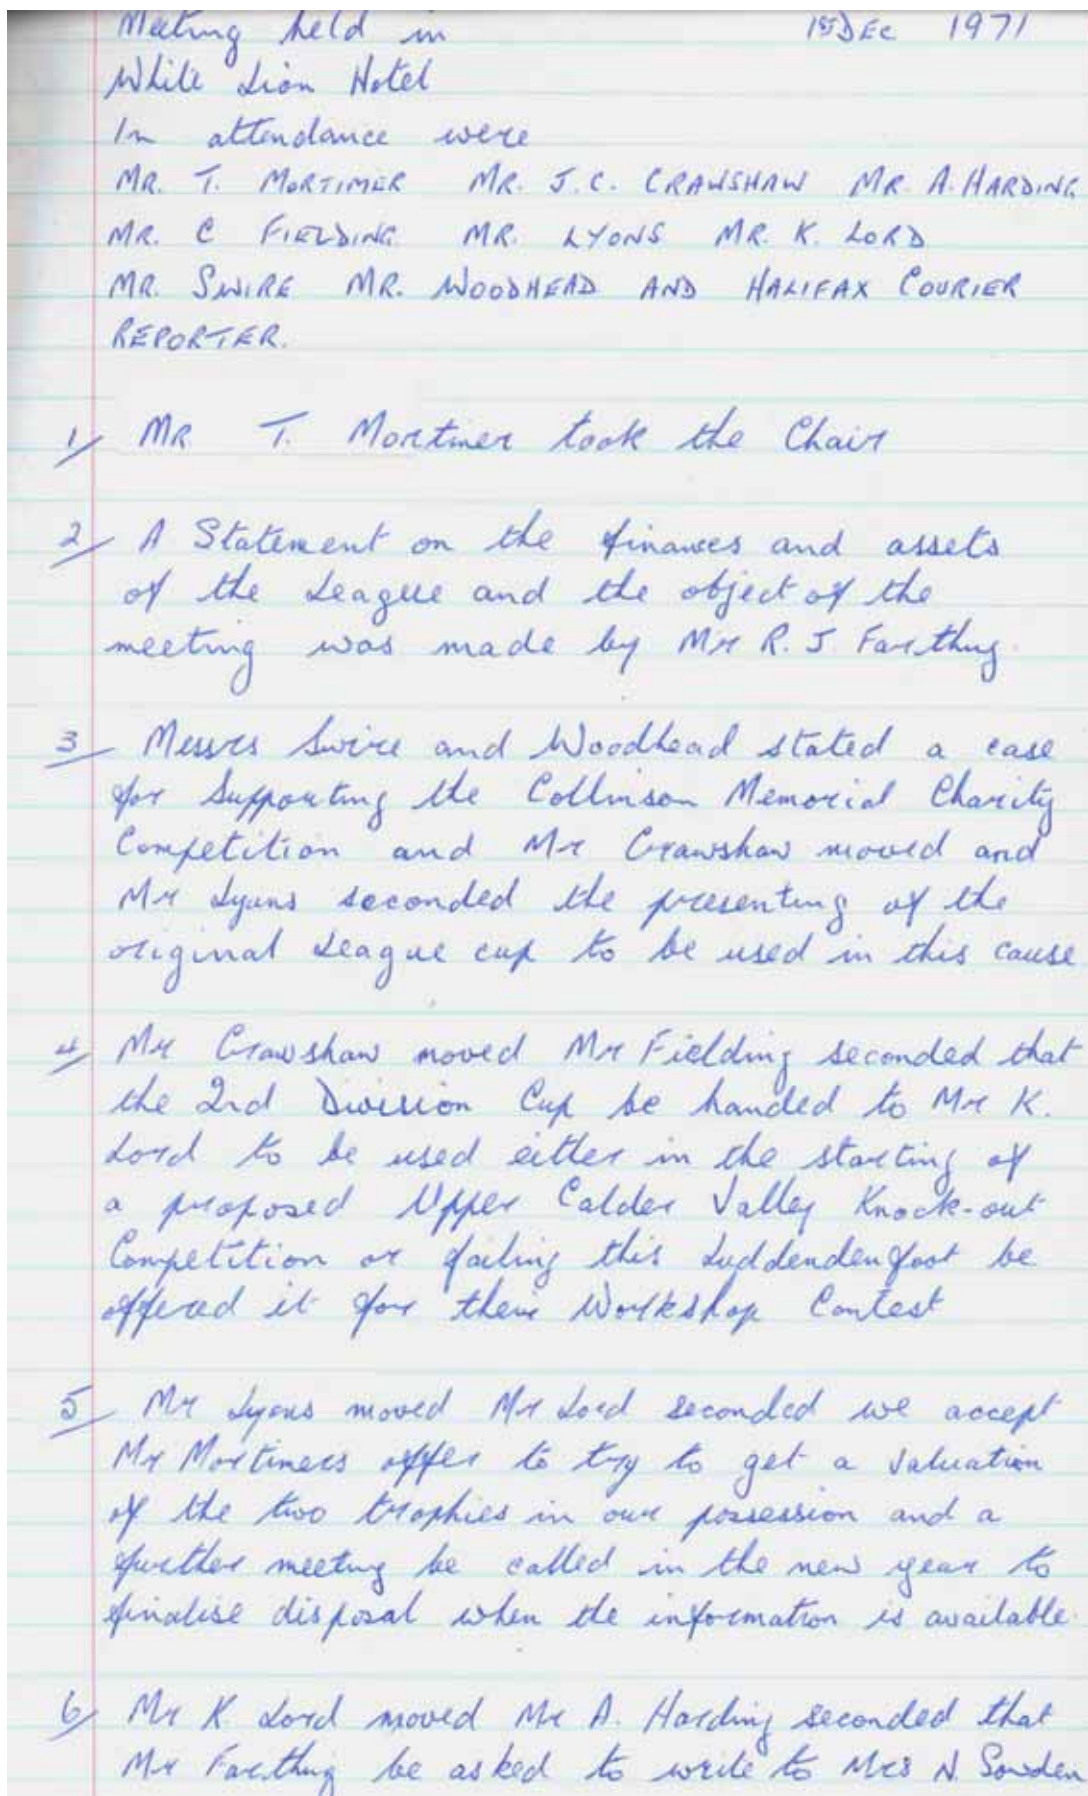 Meeting held in 1st DEC 1971
White Lion Hotel
In attendance were
MR. T. MORTIMER MR. J.C. CRAWSHAW MR. A. HARDING
MR. C FIELDING MR. LYONS MR. K. LORD
MR. SWIRE MR. WOODHEAD AND HALIFAX COURIER
REPORTER.
1/ MR T. Mortimer took the Chair
2/ A Statement on the finances and assets
of the League and the object of the
meeting was made by Mr R. J. Farthing.
3/ Messrs Swire and Woodhead stated a case
for Supporting the Collinson Memorial Charity
Competition and Mr Crawshaw moved and
Mr Lyons seconded the presenting of the
original League cup to be used in this cause
4/ Mr Crawshaw moved Mr Fielding seconded that
the 2nd Division Cup be handed to Mr K.
Lord to be used either in the starting of
a proposed Upper Calder Valley Knock-out
Competition or failing this Luddendenfoot be
offered it for their Workshop Contest
5/ Mr Lyons moved Mr Lord seconded we accept
Mr Mortimers offer to try to get a valuation
of the two trophies in our possession and a
further meeting be called in the new year to
finalise disposal when the information is available.
6/ Mr K. Lord moved Mr A. Harding seconded that
Mr Farthing be asked to write to Mrs N. Sowden